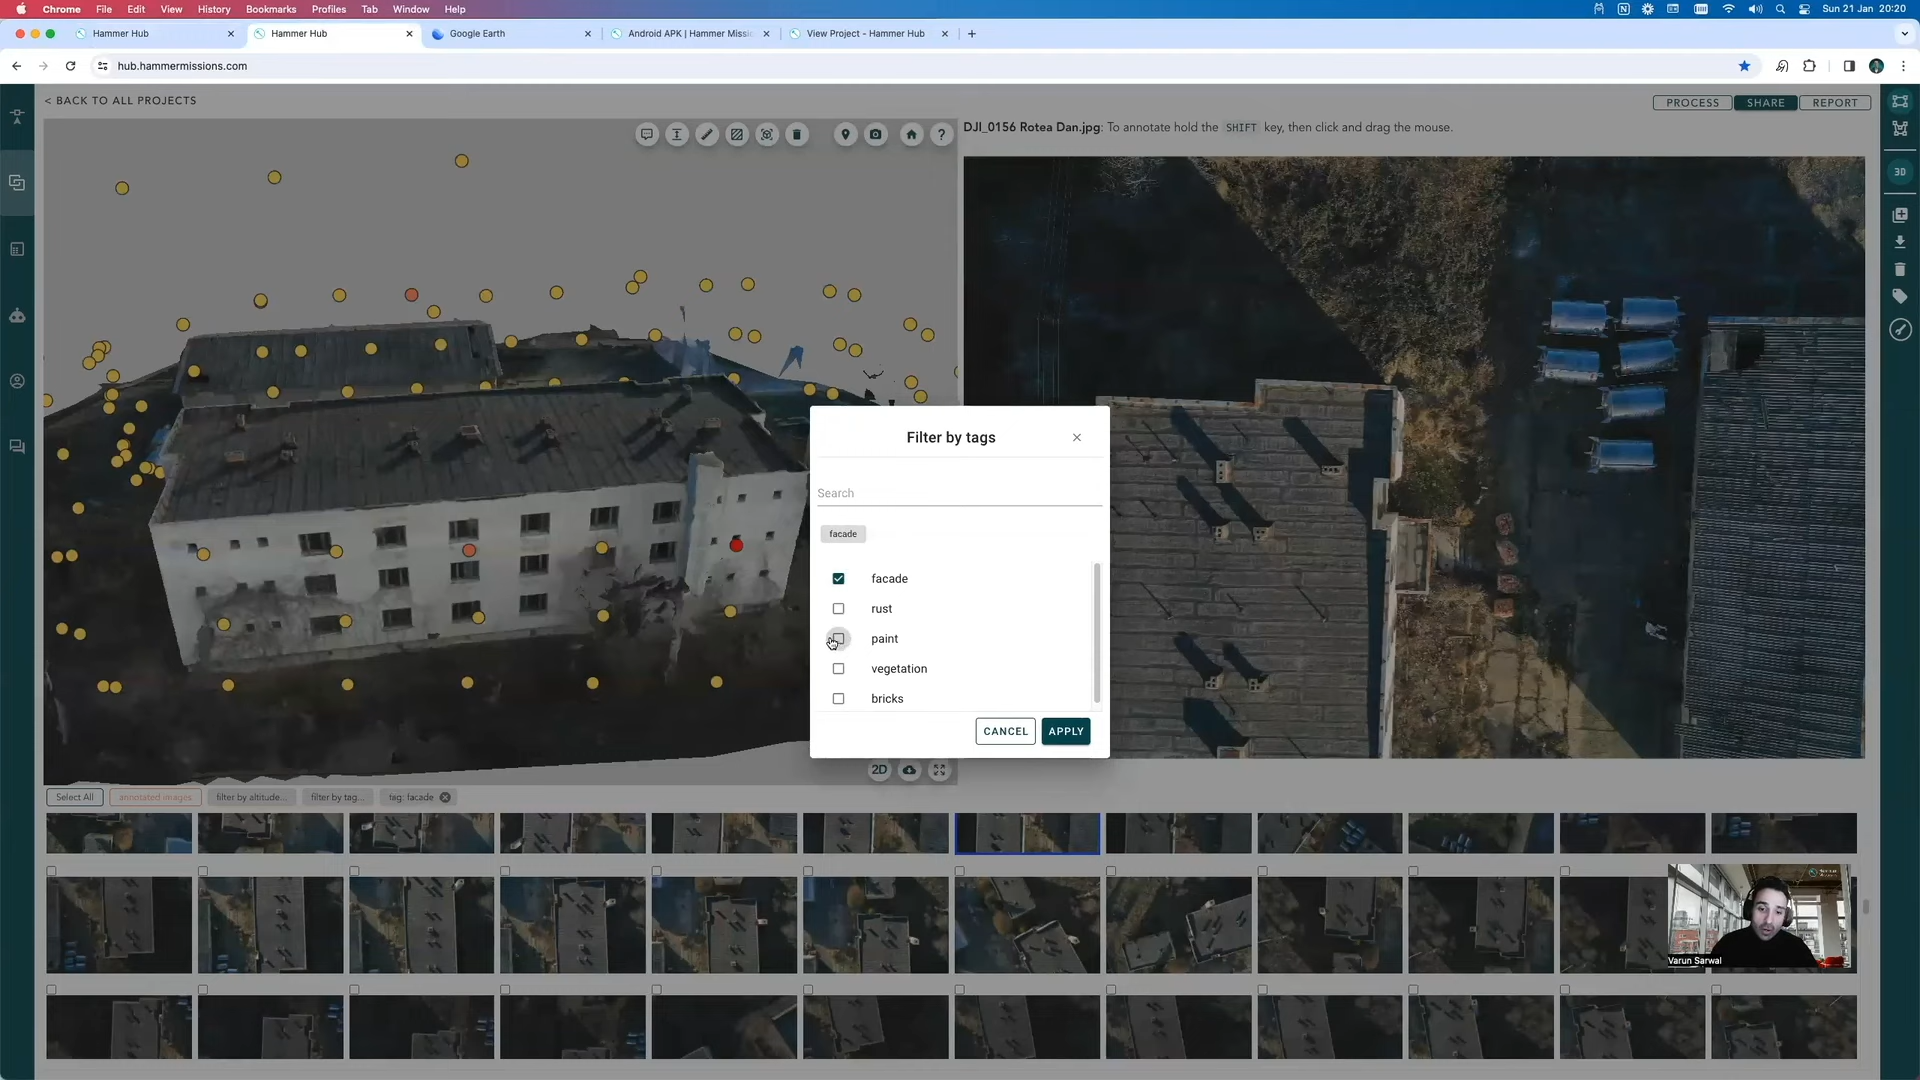 Chrome File Edit View History Bookmarks Profiles Tab Window Help Sun 21 Jan 20:20
Hammer Hub Hammer Hub Google Earth Android APK | Hammer Missi View Project - Hammer Hub
hub.hammermissions.com
< BACK TO ALL PROJECTS
PROCESS SHARE REPORT
DJI_0156 Rotea Dan.jpg: To annotate hold the SHIFT key, then click and drag the mouse.
?
3D
Filter by tags
Search
facade
facade
rust
paint
vegetation
bricks
CANCEL APPLY
2D
Select All annotated images filter by altitude... filter by tag... tag: facade
Varun Sarwal